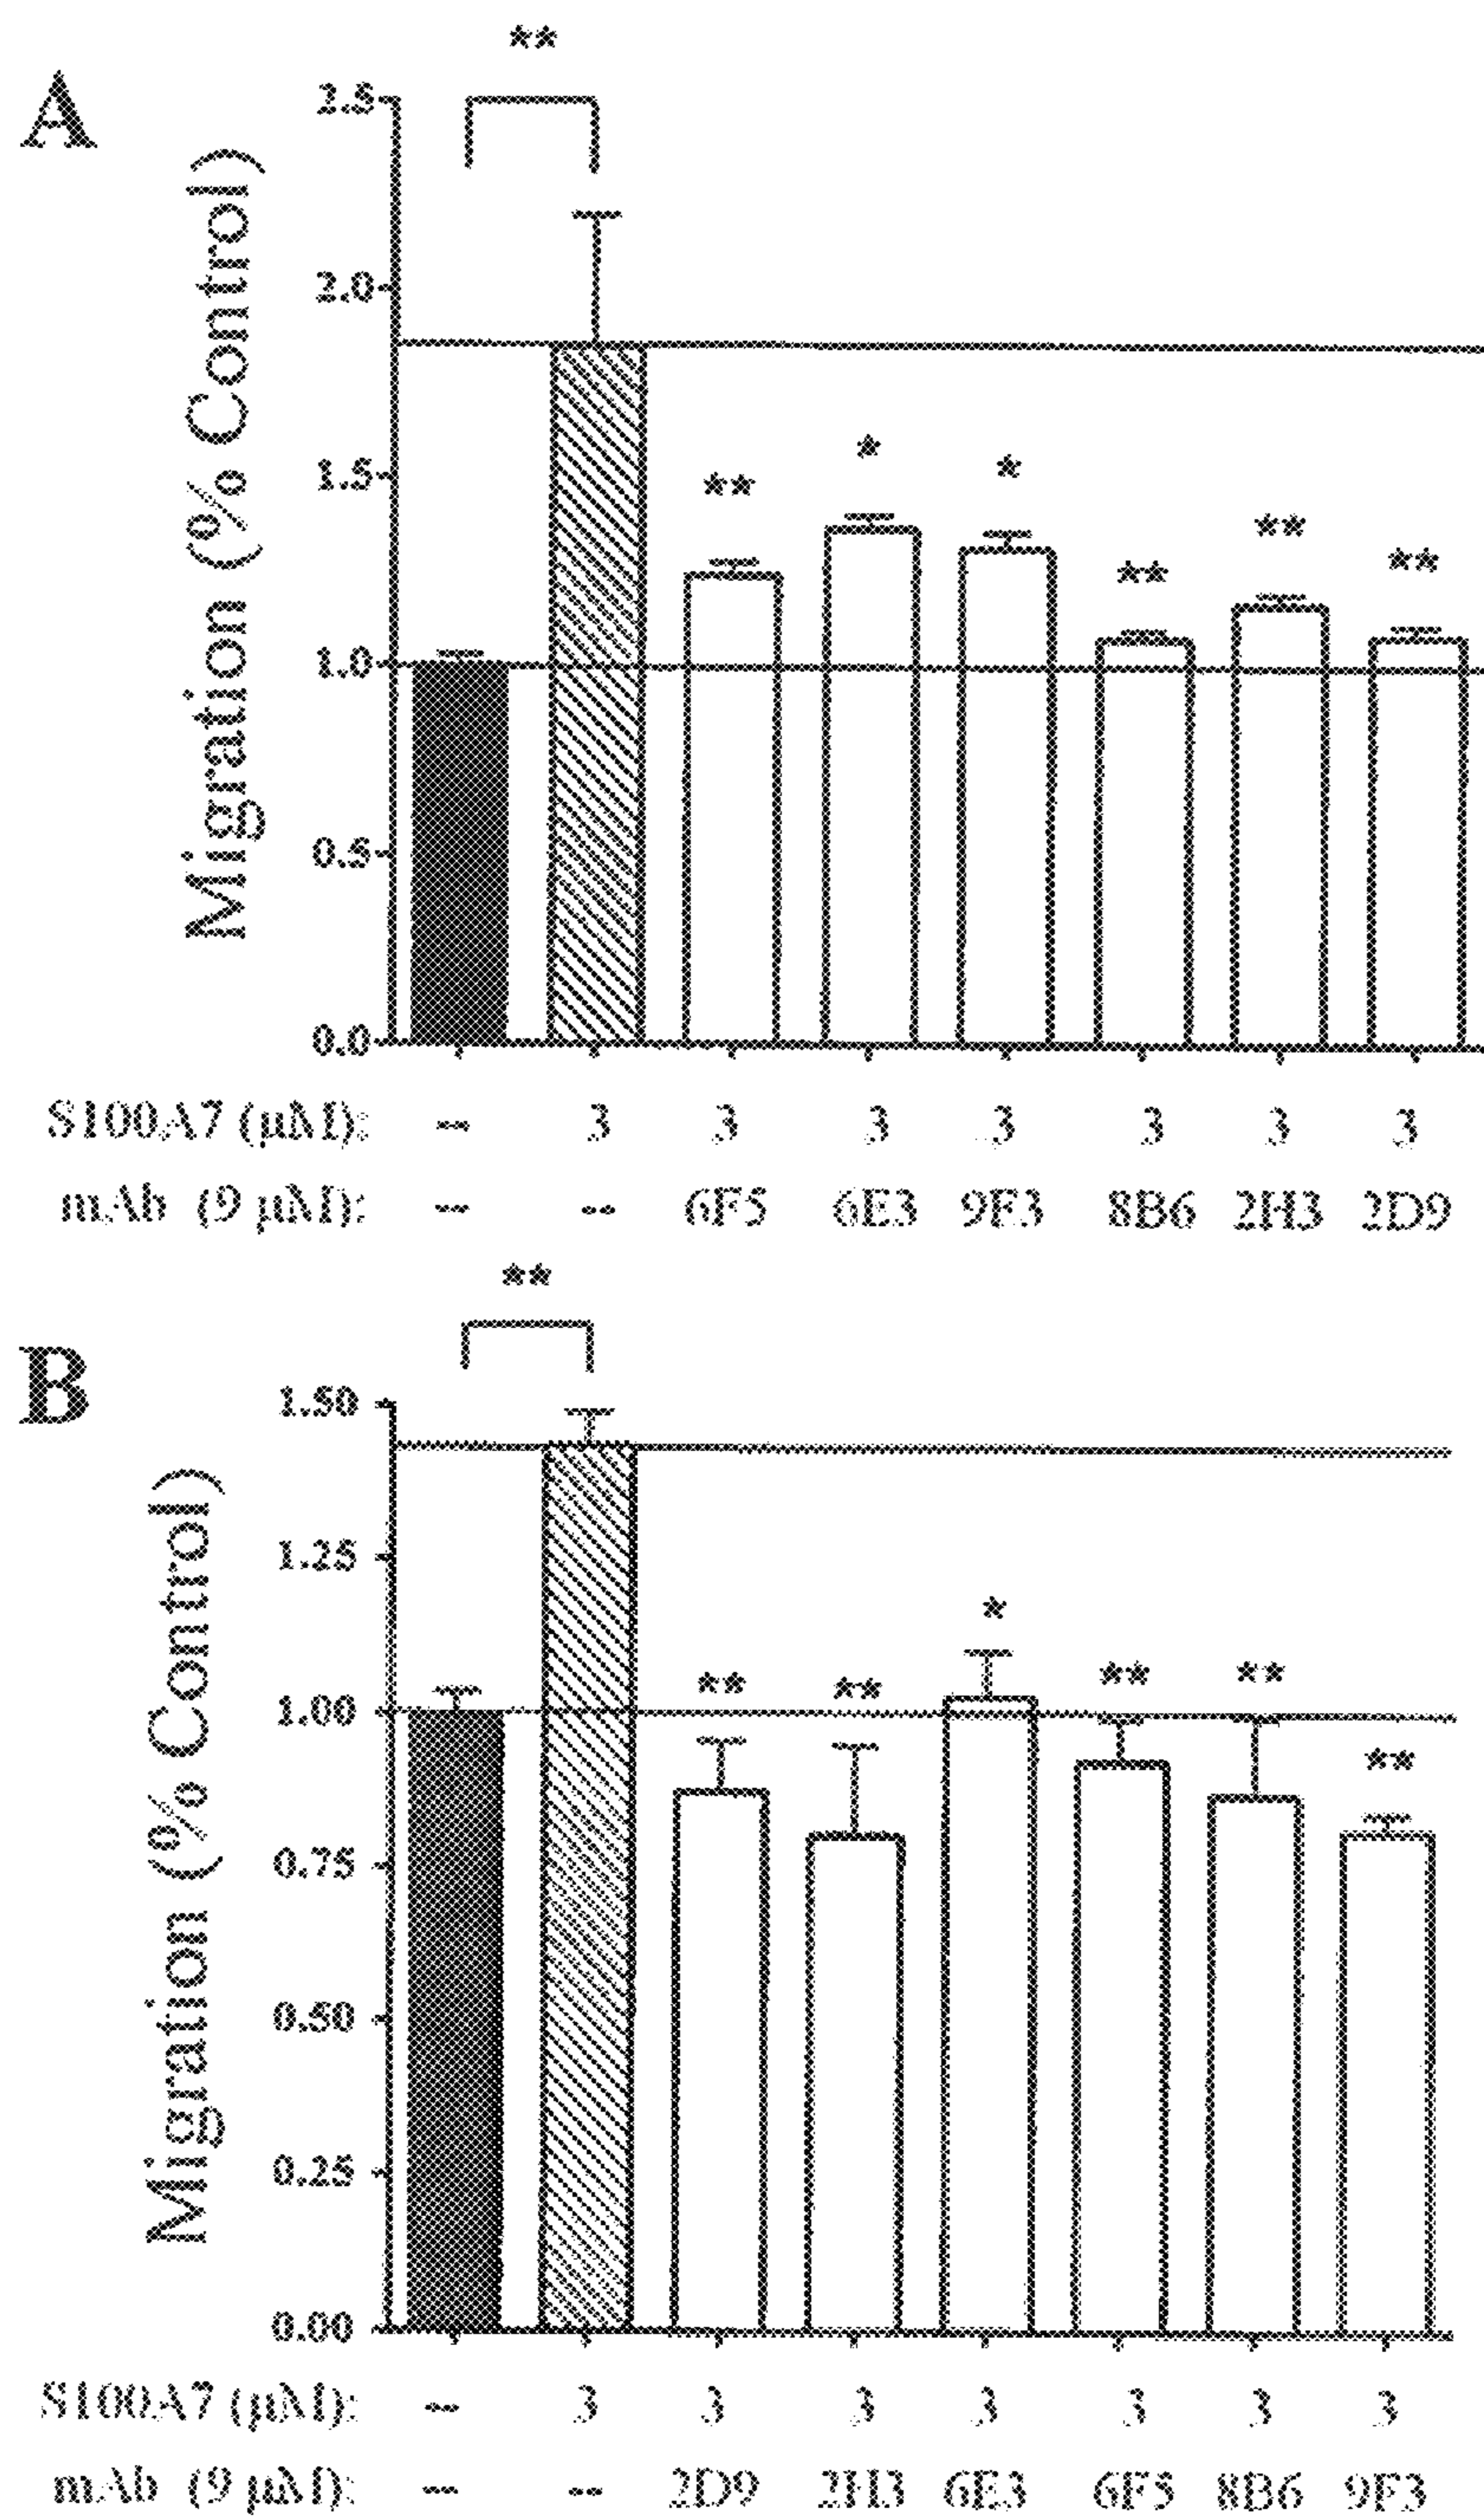 **
A
Migration (% Control)
2.5
2.0
1.5
1.0
0.5
0.0
** * * ** ** **
S100A7 (μM): -- 3 3 3 3 3 3 3
mAb (9 μM): -- -- 6F5 6E3 9F3 8B6 2H3 2D9
**
B
Migration (% Control)
1.50
1.25
1.00
0.75
0.50
0.25
0.00
** ** * ** ** **
S100A7 (μM): -- 3 3 3 3 3 3 3
mAb (9 μM): -- -- 2D9 2H3 6E3 6F5 8B6 9F3